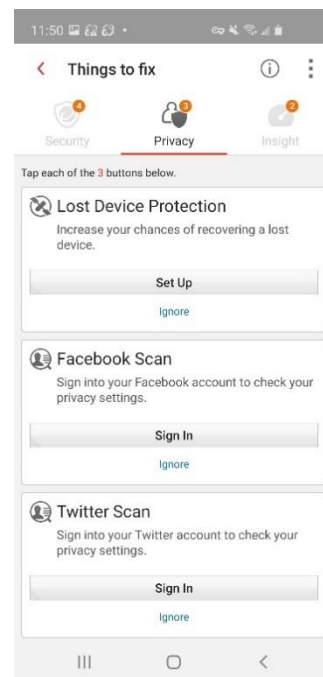 11:50
Things to fix
4
3
2
Security
Privacy
Insight
Tap each of the 3 buttons below.
Lost Device Protection
Increase your chances of recovering a lost
device.
Set Up
Ignore
Facebook Scan
Sign into your Facebook account to check your
privacy settings.
Sign In
Ignore
Twitter Scan
Sign into your Twitter account to check your
privacy settings.
Sign In
Ignore